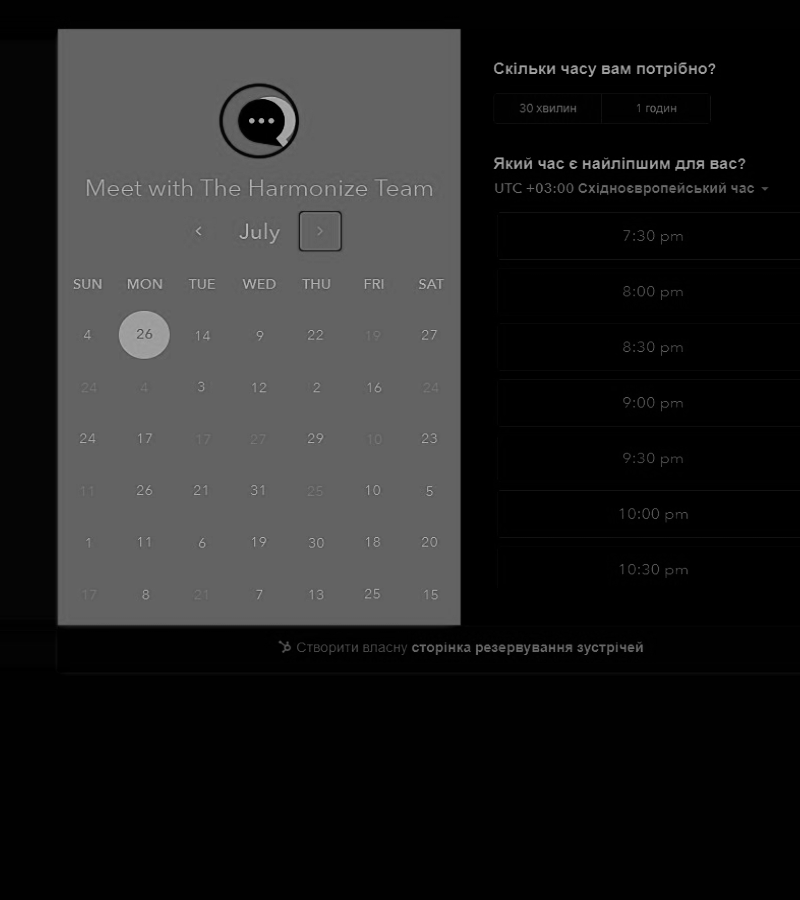 Meet with The Harmonize Team
July
SUN MON TUE WED THU FRI SAT
4 26 14 9 22 19 27
24 4 3 12 2 16 24
24 17 17 27 29 10 23
11 26 21 31 25 10 5
1 11 6 19 30 18 20
17 8 21 7 13 25 15
Скільки часу вам потрібно?
30 хвилин 1 годин
Який час є найліпшим для вас?
UTC +03:00 Східноєвропейський час
7:30 pm
8:00 pm
8:30 pm
9:00 pm
9:30 pm
10:00 pm
10:30 pm
Створити власну сторінка резервування зустрічей